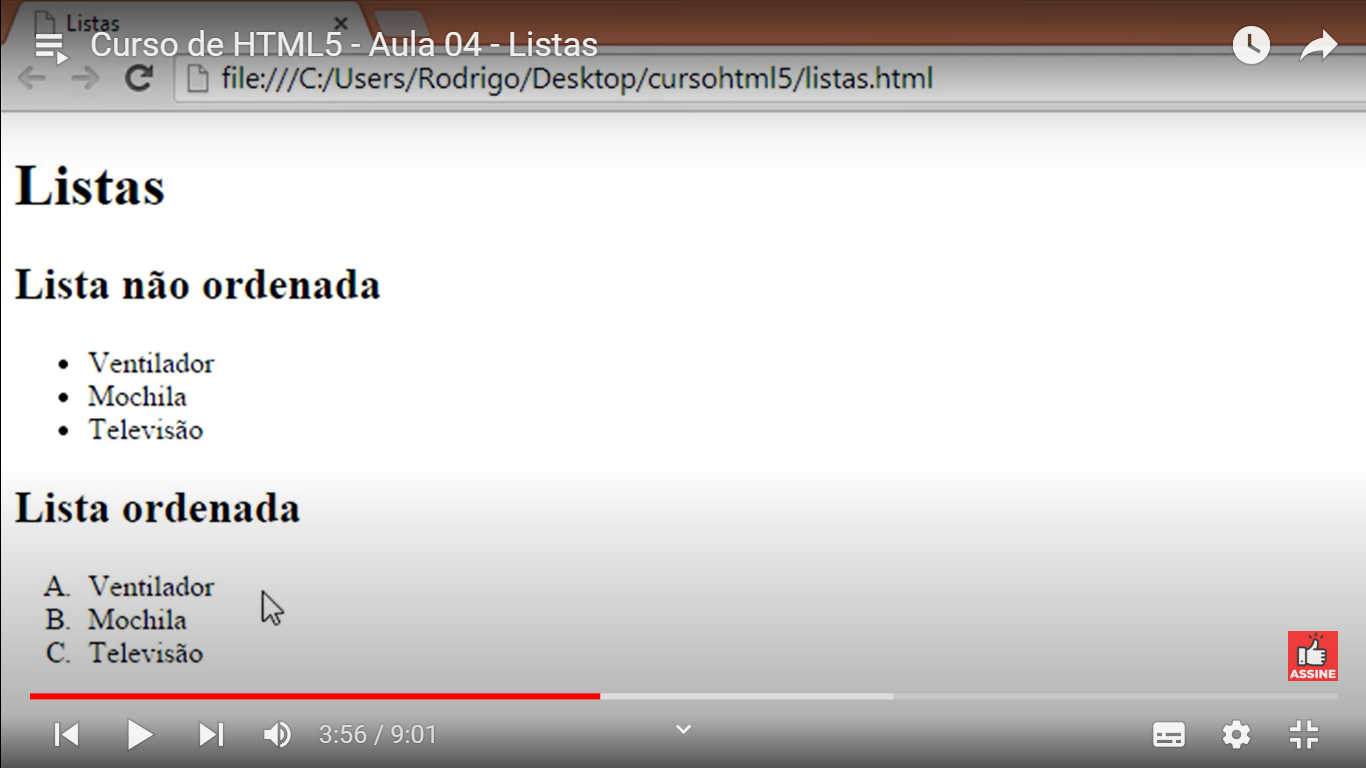 Listas
Curso de HTML5 - Aula 04 - Listas
file:///C:/Users/Rodrigo/Desktop/cursohtml5/listas.html
Listas
Lista não ordenada
• Ventilador
• Mochila
• Televisão
Lista ordenada
A. Ventilador
B. Mochila
C. Televisão
ASSINE
3:56 / 9:01